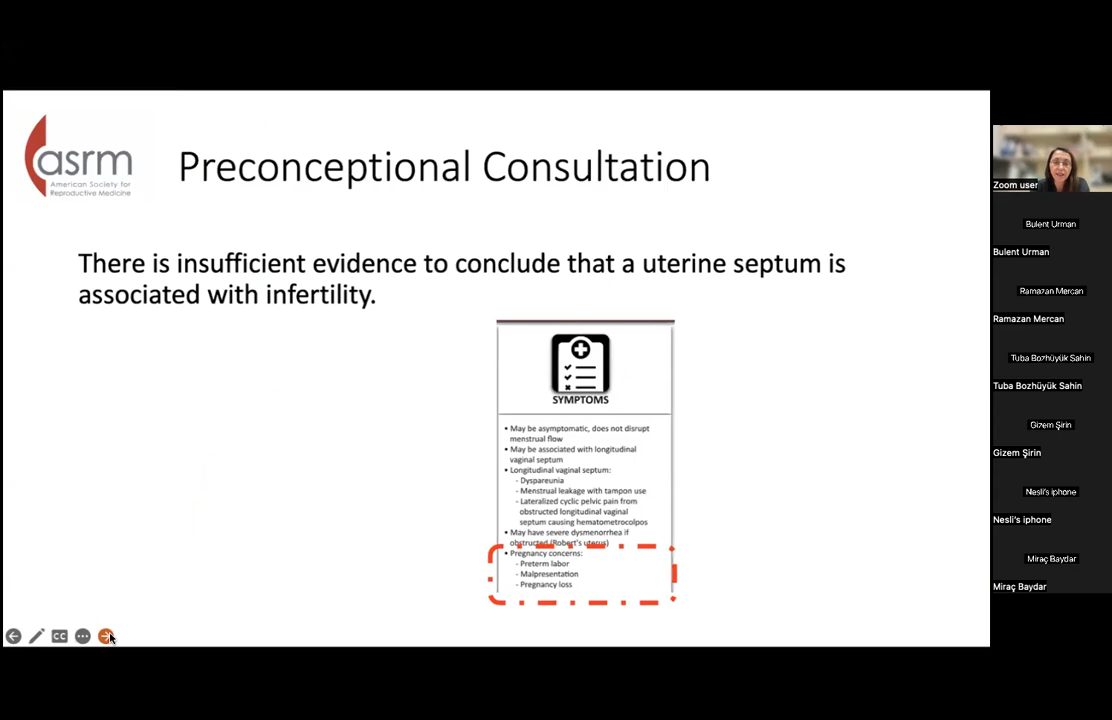 asrm
American Society for
Reproductive Medicine
Preconceptional Consultation
There is insufficient evidence to conclude that a uterine septum is
associated with infertility.
SYMPTOMS
• May be asymptomatic, does not disrupt
menstrual flow
• May be associated with longitudinal
vaginal septum
• Longitudinal vaginal septum:
- Dyspareunia
- Menstrual leakage with tampon use
- Lateralized cyclic pelvic pain from
obstructed longitudinal vaginal
septum causing hematometrocolpos
• May have severe dysmenorrhea if
obstructed (Robert's uterus)
• Pregnancy concerns:
- Preterm labor
- Malpresentation
- Pregnancy loss
CC
Zoom user
Bulent Urman
Bulent Urman
Ramazan Mercan
Ramazan Mercan
Tuba Bozhüyük Sahin
Tuba Bozhüyük Sahin
Gizem Şirin
Gizem Şirin
Nesli's iphone
Nesli's iphone
Miraç Baydar
Miraç Baydar